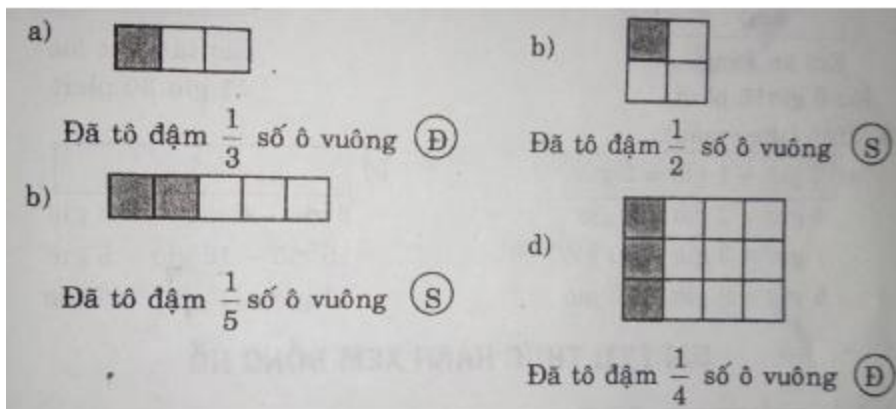 a)
Đã tô đậm 1/3 số ô vuông Đ
b)
Đã tô đậm 1/2 số ô vuông S
b)
Đã tô đậm 1/5 số ô vuông S
d)
Đã tô đậm 1/4 số ô vuông Đ